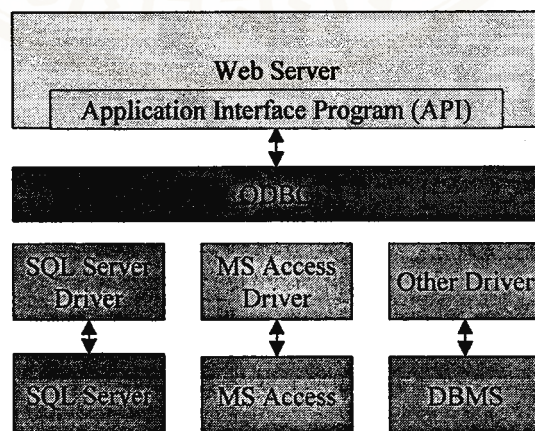 Web Server
Application Interface Program (API)
ODBC
SQL Server
Driver
MS Access
Driver
Other Driver
SQL Server
MS Access
DBMS